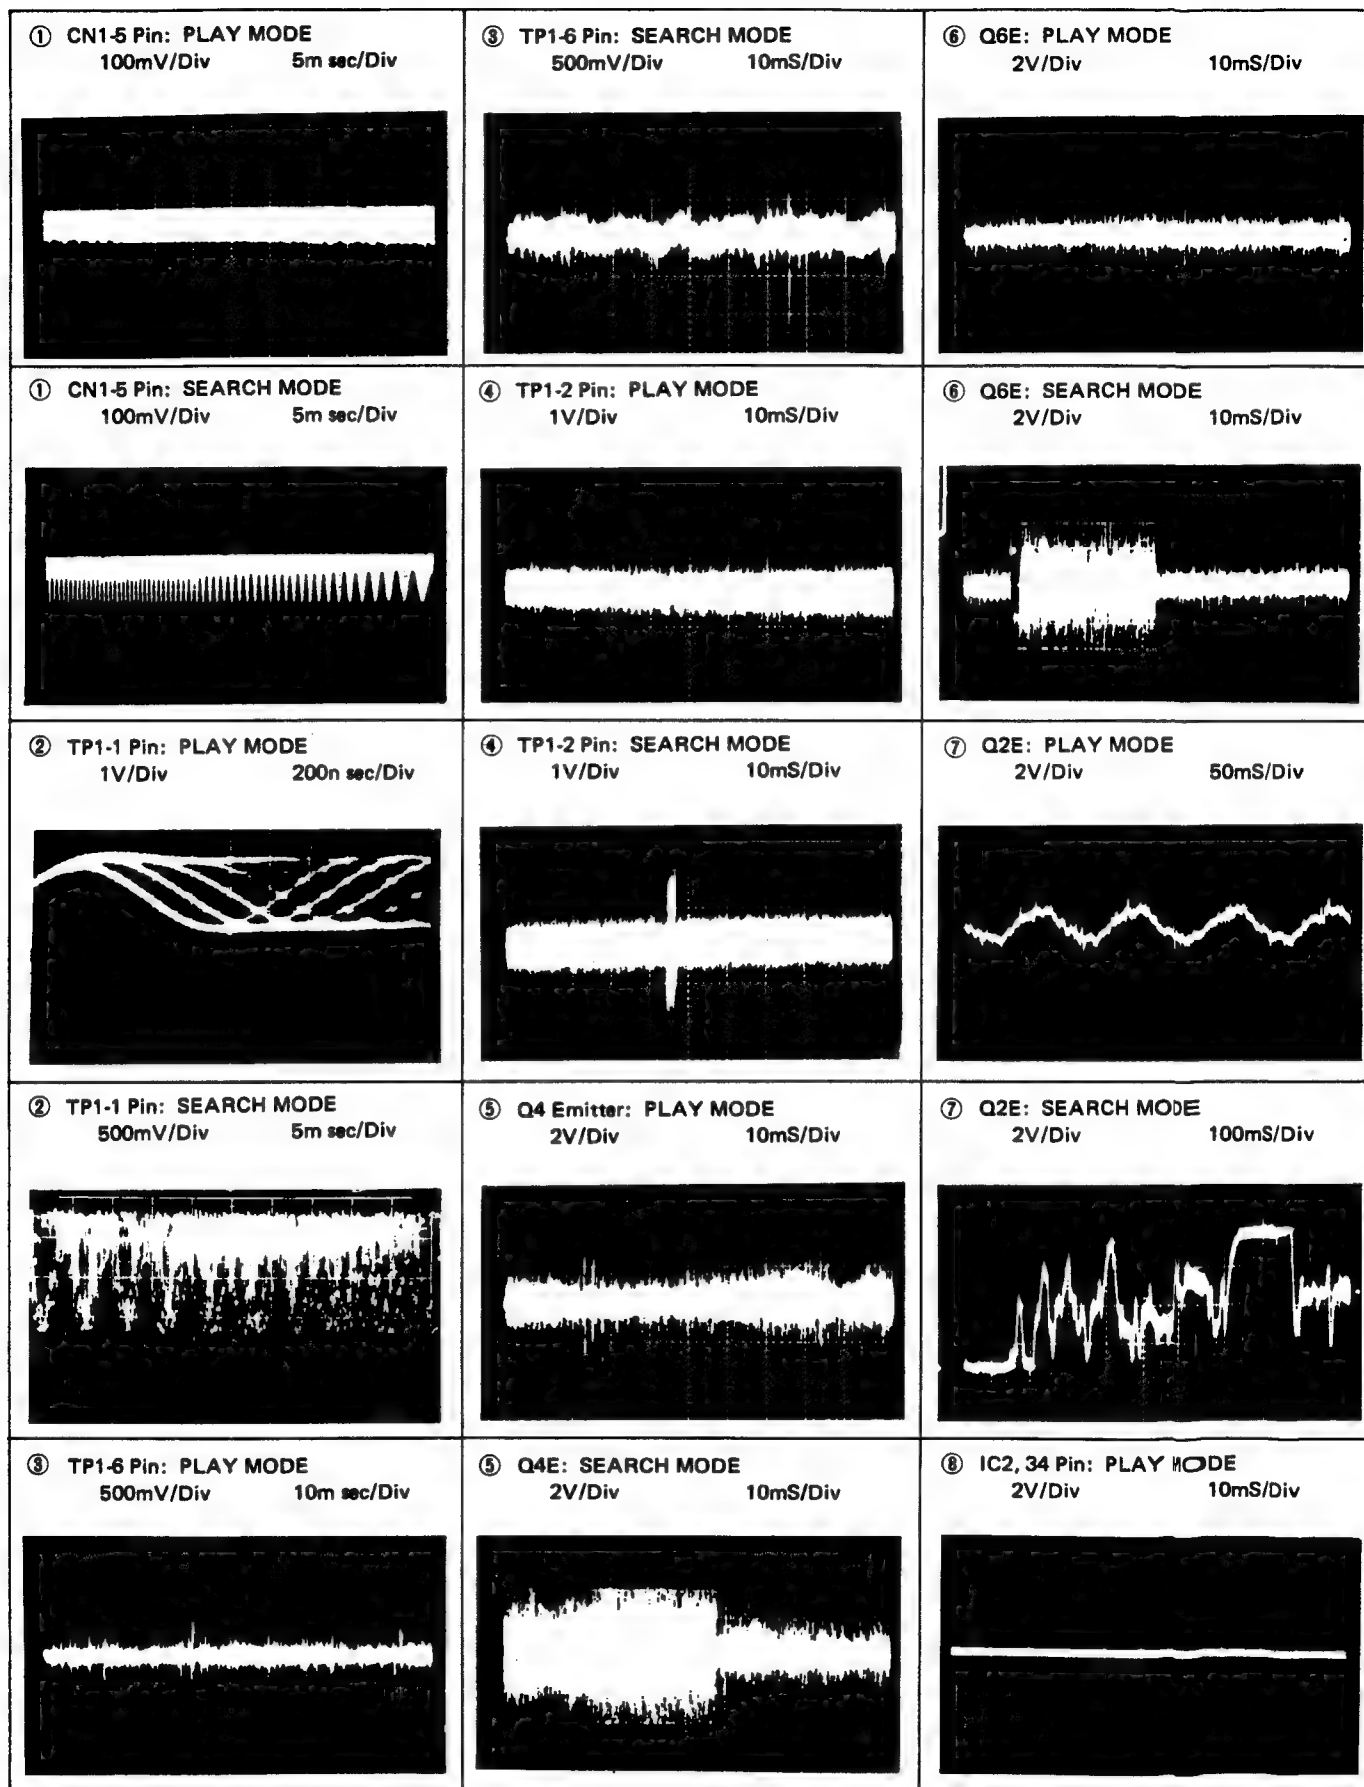 ① CN1-5 Pin: PLAY MODE
100mV/Div 5m sec/Div
① CN1-5 Pin: SEARCH MODE
100mV/Div 5m sec/Div
② TP1-1 Pin: PLAY MODE
1V/Div 200n sec/Div
② TP1-1 Pin: SEARCH MODE
500mV/Div 5m sec/Div
③ TP1-6 Pin: PLAY MODE
500mV/Div 10m sec/Div
③ TP1-6 Pin: SEARCH MODE
500mV/Div 10mS/Div
④ TP1-2 Pin: PLAY MODE
1V/Div 10mS/Div
④ TP1-2 Pin: SEARCH MODE
1V/Div 10mS/Div
⑤ Q4 Emitter: PLAY MODE
2V/Div 10mS/Div
⑤ Q4E: SEARCH MODE
2V/Div 10mS/Div
⑥ Q6E: PLAY MODE
2V/Div 10mS/Div
⑥ Q6E: SEARCH MODE
2V/Div 10mS/Div
⑦ Q2E: PLAY MODE
2V/Div 50mS/Div
⑦ Q2E: SEARCH MODE
2V/Div 100mS/Div
⑧ IC2, 34 Pin: PLAY MODE
2V/Div 10mS/Div